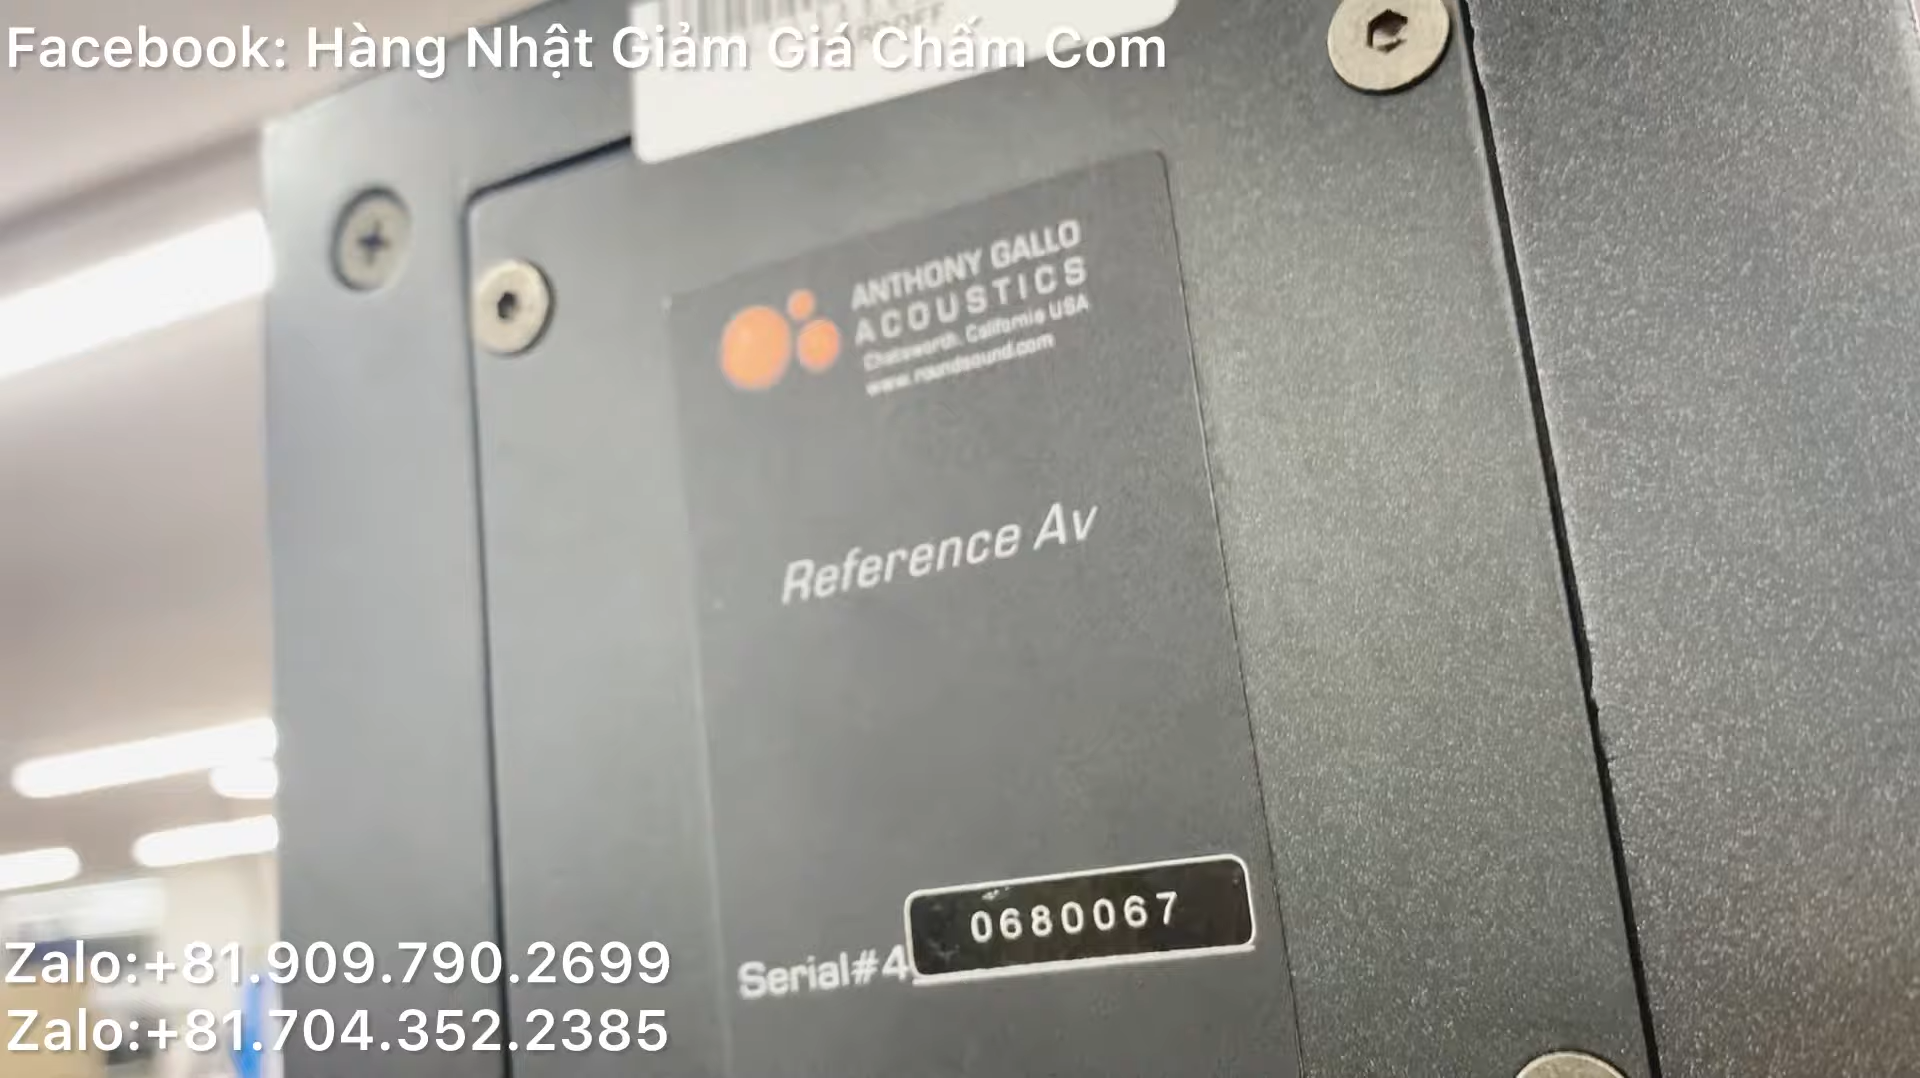 Facebook: Hàng Nhật Giảm Giá Chấm Com
ANTHONY GALLO
ACOUSTICS
Chatsworth, California USA
www.roundsound.com
Reference Av
0680067
Serial#4
Zalo:+81.909.790.2699
Zalo:+81.704.352.2385